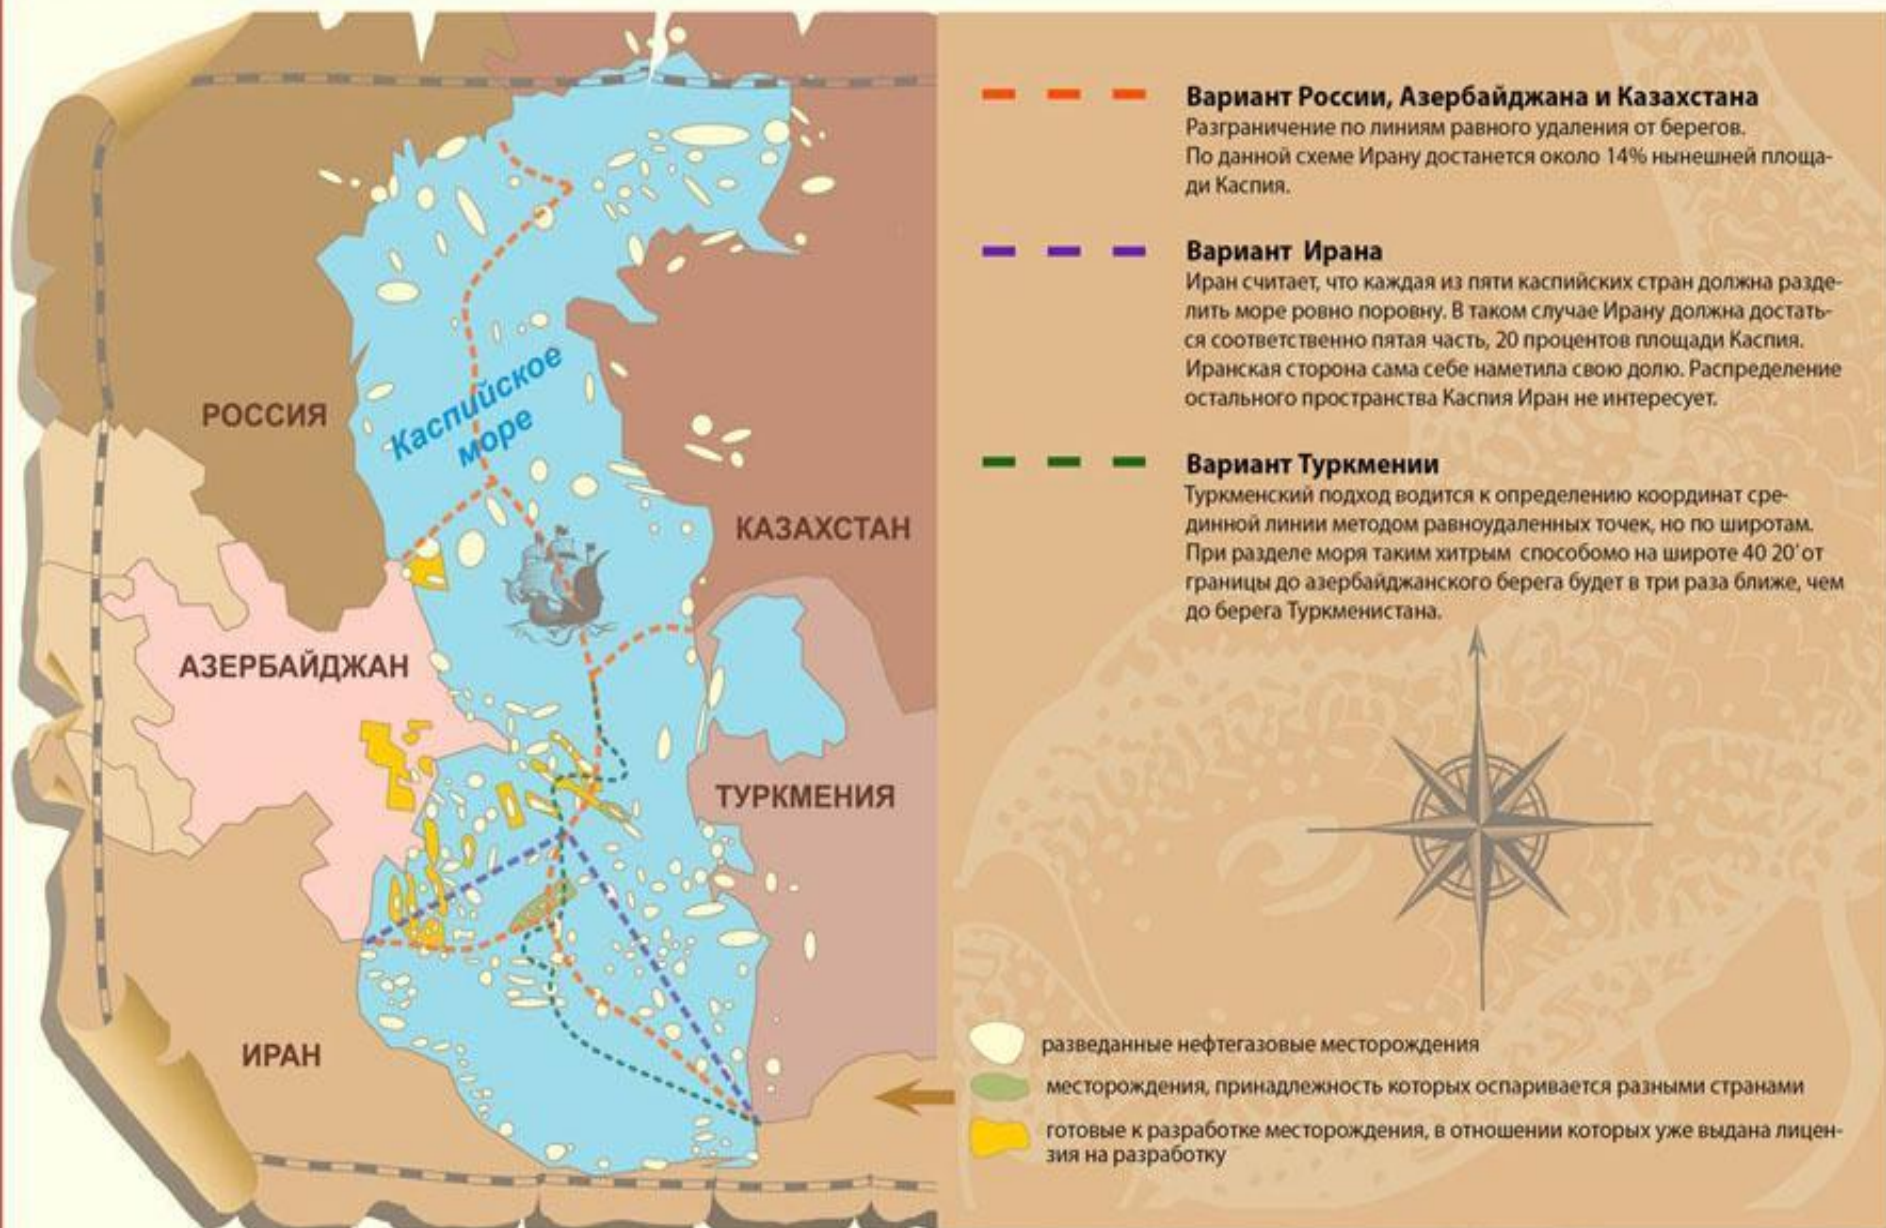 РОССИЯ
Каспийское
море
КАЗАХСТАН
АЗЕРБАЙДЖАН
ТУРКМЕНИЯ
ИРАН
Вариант России, Азербайджана и Казахстана
Разграничение по линиям равного удаления от берегов.
По данной схеме Ирану достанется около 14% нынешней площа-
ди Каспия.
Вариант Ирана
Иран считает, что каждая из пяти каспийских стран должна разде-
лить море ровно поровну. В таком случае Ирану должна достать-
ся соответственно пятая часть, 20 процентов площади Каспия.
Иранская сторона сама себе наметила свою долю. Распределение
остального пространства Каспия Иран не интересует.
Вариант Туркмении
Туркменский подход водится к определению координат сре-
динной линии методом равноудаленных точек, но по широтам.
При разделе моря таким хитрым способомо на широте 40 20' от
границы до азербайджанского берега будет в три раза ближе, чем
до берега Туркменистана.
разведанные нефтегазовые месторождения
месторождения, принадлежность которых оспаривается разными странами
готовые к разработке месторождения, в отношении которых уже выдана лицен-
зия на разработку